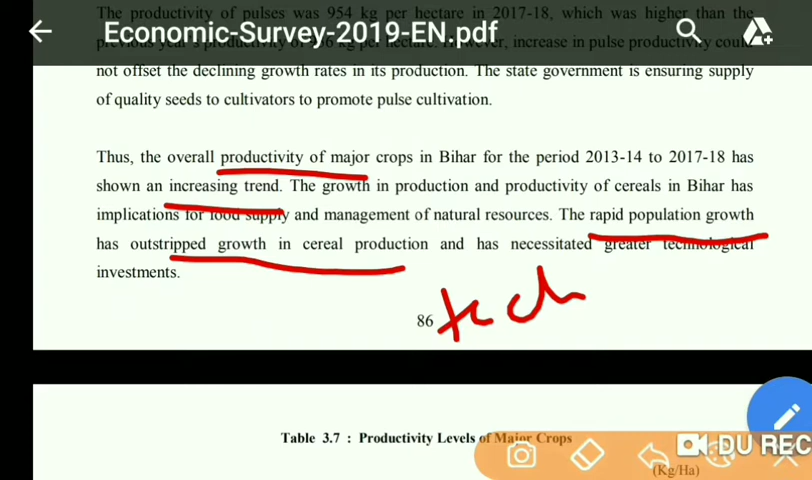 The productivity of pulses was 954 kg per hectare in 2017-18, which was higher than the
Economic-Survey-2019-EN.pdf
not offset the declining growth rates in its production. The state government is ensuring supply
of quality seeds to cultivators to promote pulse cultivation.
Thus, the overall productivity of major crops in Bihar for the period 2013-14 to 2017-18 has
shown an increasing trend. The growth in production and productivity of cereals in Bihar has
implications for food supply and management of natural resources. The rapid population growth
has outstripped growth in cereal production and has necessitated greater technological
investments.
86
tech
Table 3.7 : Productivity Levels of Major Crops
DU REC
(Kg/Ha)